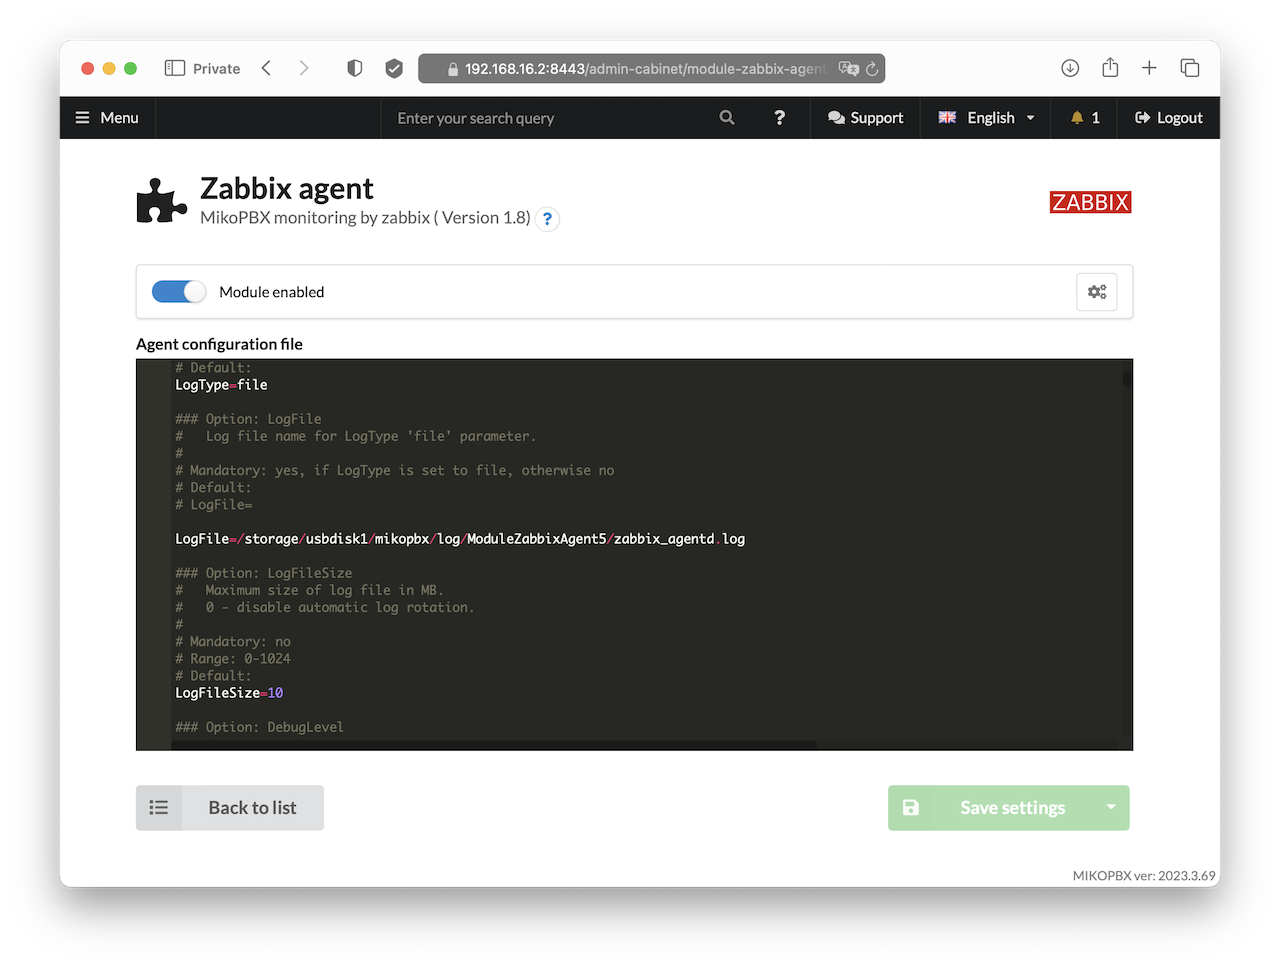 Private
192.168.16.2:8443/admin-cabinet/module-zabbix-agent
Menu
Enter your search query
?
Support
English
1
Logout
Zabbix agent
MikoPBX monitoring by zabbix ( Version 1.8)
?
ZABBIX
Module enabled
Agent configuration file
# Default:
LogType=file
### Option: LogFile
#   Log file name for LogType 'file' parameter.
#
# Mandatory: yes, if LogType is set to file, otherwise no
# Default:
# LogFile=
LogFile=/storage/usbdisk1/mikopbx/log/ModuleZabbixAgent5/zabbix_agentd.log
### Option: LogFileSize
#   Maximum size of log file in MB.
#   0 - disable automatic log rotation.
#
# Mandatory: no
# Range: 0-1024
# Default:
LogFileSize=10
### Option: DebugLevel
Back to list
Save settings
MIKOPBX ver: 2023.3.69